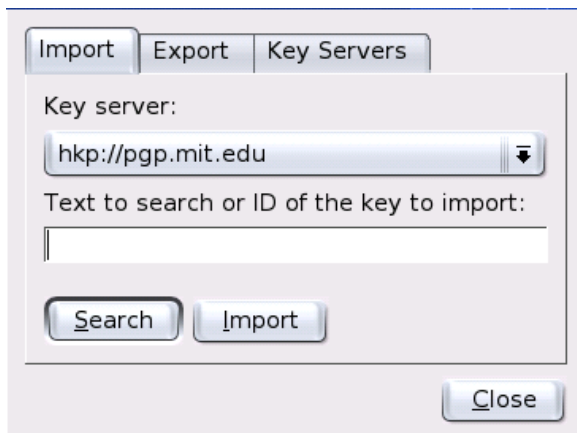 Import Export Key Servers
Key server:
hkp://pgp.mit.edu
Text to search or ID of the key to import:
Search Import
Close